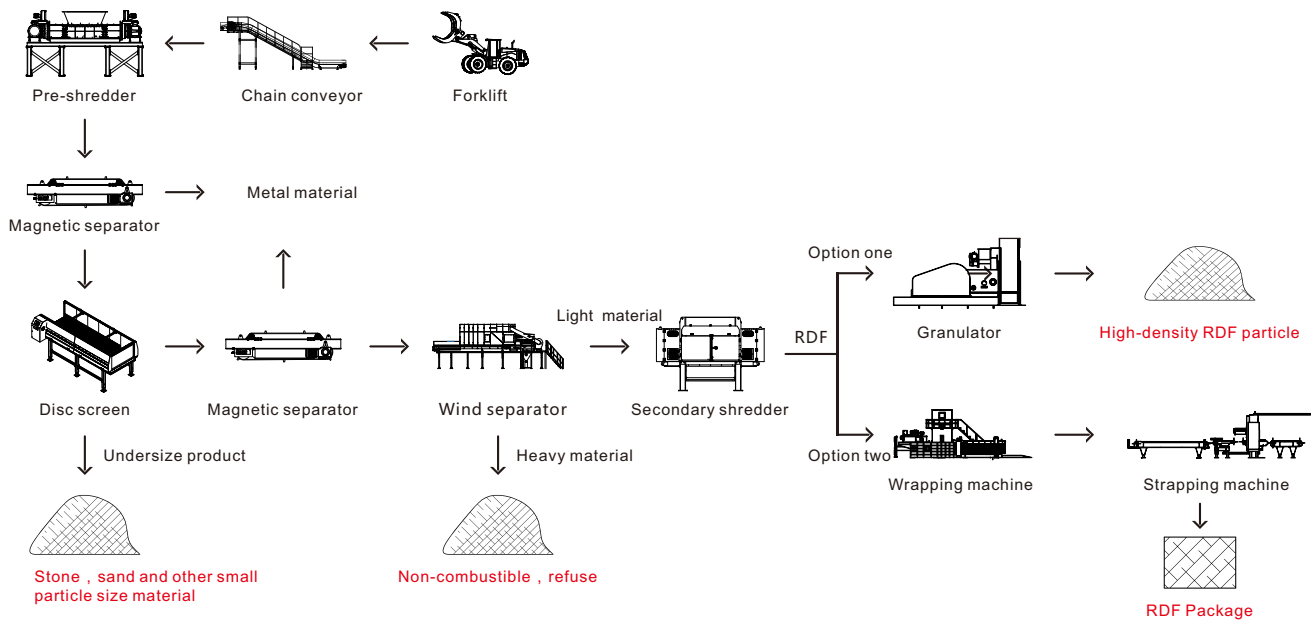 Pre-shredder
Chain conveyor
Forklift
Magnetic separator
Metal material
Disc screen
Magnetic separator
Wind separator
Light  material
Secondary shredder
RDF
Option one
Granulator
High-density RDF particle
Option two
Wrapping machine
Strapping machine
RDF Package
Undersize product
Stone , sand and other small
particle size material
Heavy material
Non-combustible , refuse